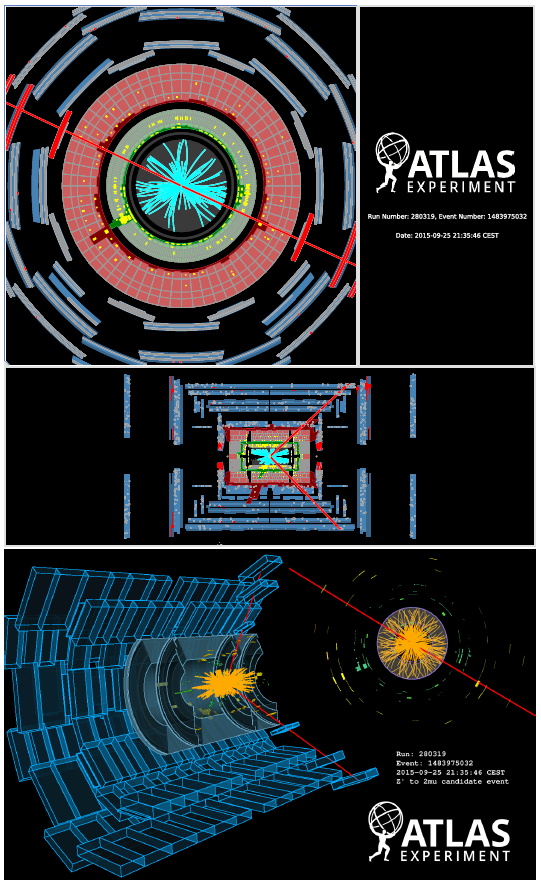 ATLAS
EXPERIMENT
Run Number: 280319, Event Number: 1483975032
Date: 2015-09-25 21:35:46 CEST
Run: 280319
Event: 1483975032
2015-09-25 21:35:46 CEST
Z' to 2mu candidate event
ATLAS
EXPERIMENT